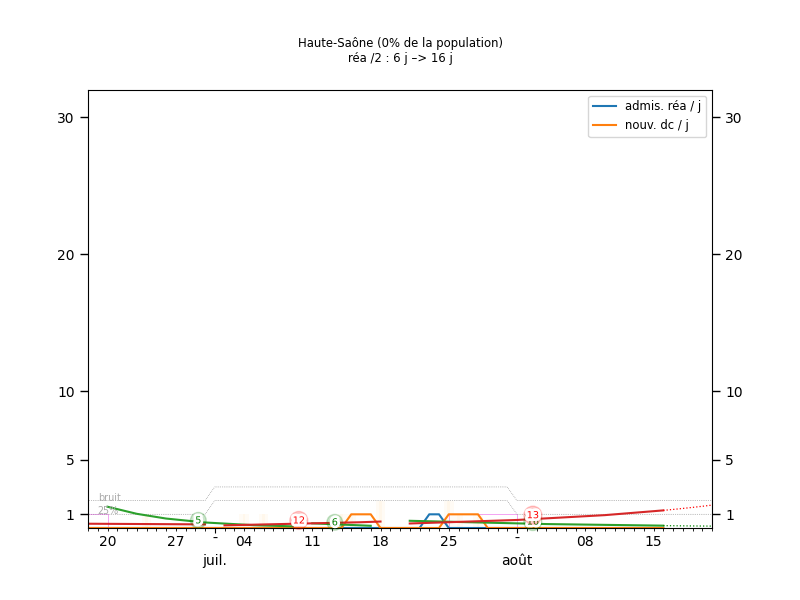 Haute-Saône (0% de la population)
réa /2 : 6 j –> 16 j
admis. réa / j
nouv. dc / j
30 30
20 20
10 10
5 5
bruit
25%
5 12 6 13
1 1
20 27 - 04 11 18 25 - 08 15
juil. août